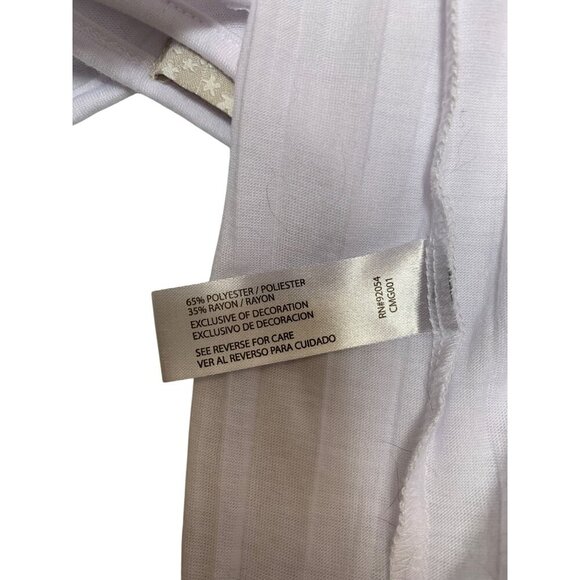 65% POLYESTER / POLIESTER
35% RAYON / RAYON
EXCLUSIVE OF DECORATION
EXCLUSIVO DE DECORACION
SEE REVERSE FOR CARE
VER AL REVERSO PARA CUIDADO
RN#92054
CMG001